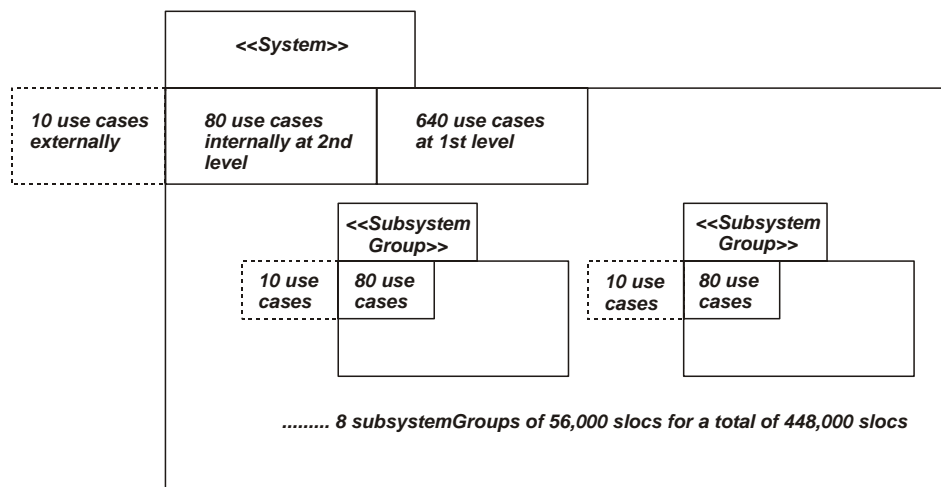 <<System>>
10 use cases
externally
80 use cases
internally at 2nd
level
640 use cases
at 1st level
<<Subsystem
Group>>
10 use
cases
80 use
cases
<<Subsystem
Group>>
10 use
cases
80 use
cases
......... 8 subsystemGroups of 56,000 slocs for a total of 448,000 slocs